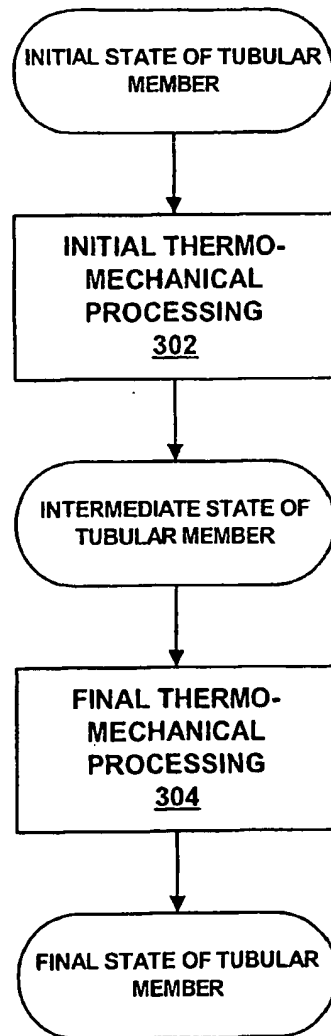 INITIAL STATE OF TUBULAR
MEMBER
INITIAL THERMO-
MECHANICAL
PROCESSING
302
INTERMEDIATE STATE OF
TUBULAR MEMBER
FINAL THERMO-
MECHANICAL
PROCESSING
304
FINAL STATE OF TUBULAR
MEMBER